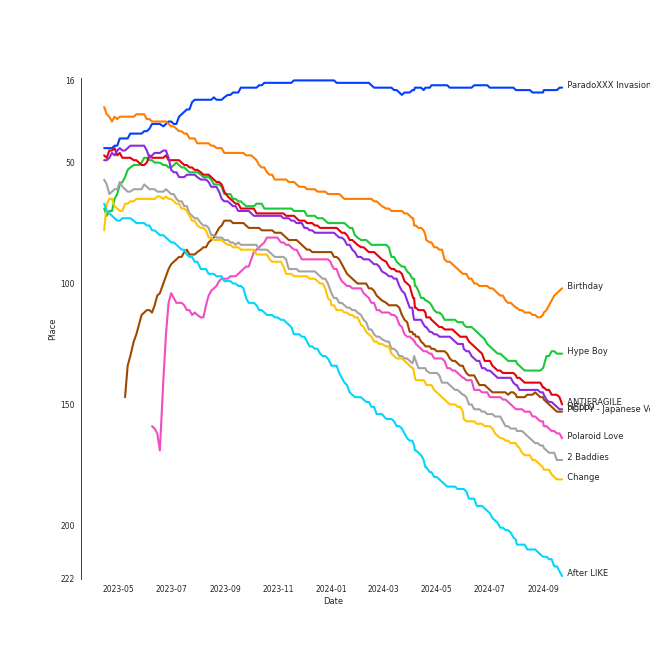 16
50
100
150
200
222
Place
ParadoXXX Invasion
Birthday
Hype Boy
ANTIFRAGILE
POPPY - Japanese Ve
Polaroid Love
2 Baddies
Change
After LIKE
2023-05
2023-07
2023-09
2023-11
2024-01
2024-03
2024-05
2024-07
2024-09
Date